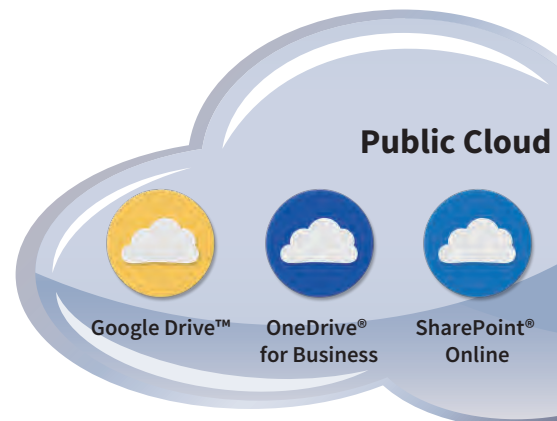 Public Cloud
Google Drive™
OneDrive®
for Business
SharePoint®
Online